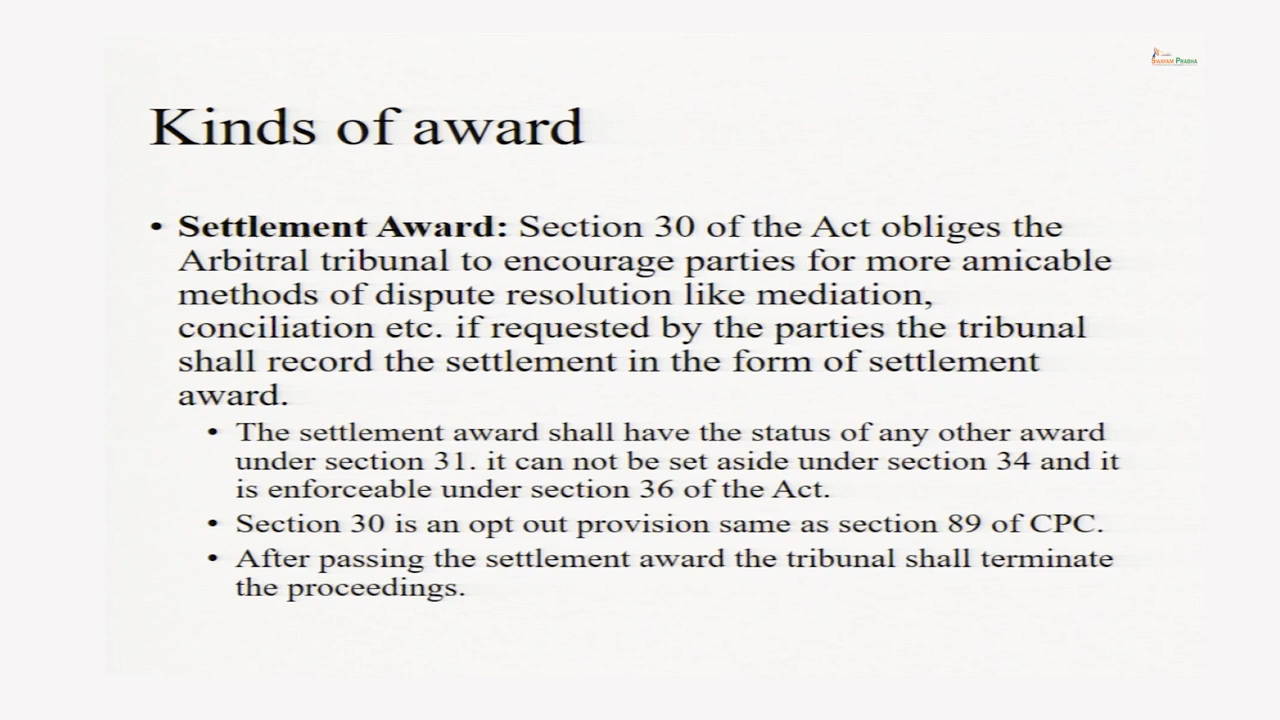 SWAYAM PRABHA
Kinds of award
• Settlement Award: Section 30 of the Act obliges the
Arbitral tribunal to encourage parties for more amicable
methods of dispute resolution like mediation,
conciliation etc. if requested by the parties the tribunal
shall record the settlement in the form of settlement
award.
• The settlement award shall have the status of any other award
under section 31. it can not be set aside under section 34 and it
is enforceable under section 36 of the Act.
• Section 30 is an opt out provision same as section 89 of CPC.
• After passing the settlement award the tribunal shall terminate
the proceedings.